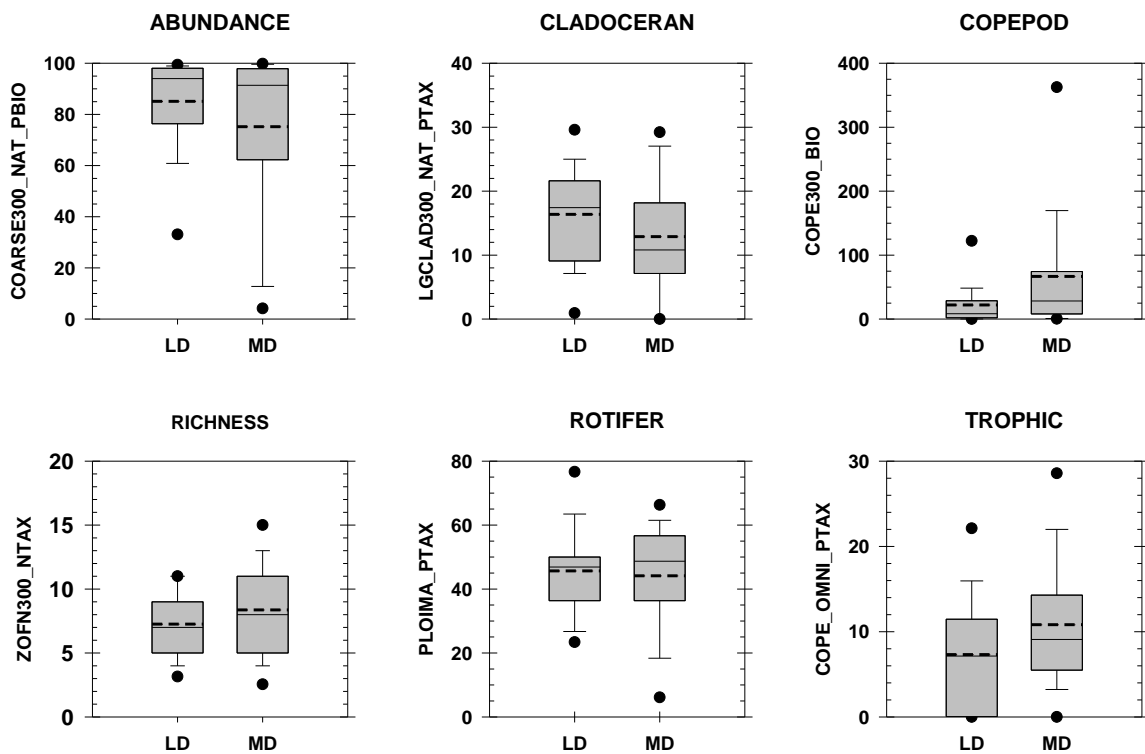 ABUNDANCE
COARSE300_NAT_PBIO
100
80
60
40
20
0
LD MD
CLADOCERAN
LGCLAD300_NAT_PTAX
40
30
20
10
0
LD MD
COPEPOD
COPE300_BIO
400
300
200
100
0
LD MD
RICHNESS
ZOFN300_NTAX
20
15
10
5
0
LD MD
ROTIFER
PLOIMA_PTAX
80
60
40
20
0
LD MD
TROPHIC
COPE_OMNI_PTAX
30
20
10
0
LD MD